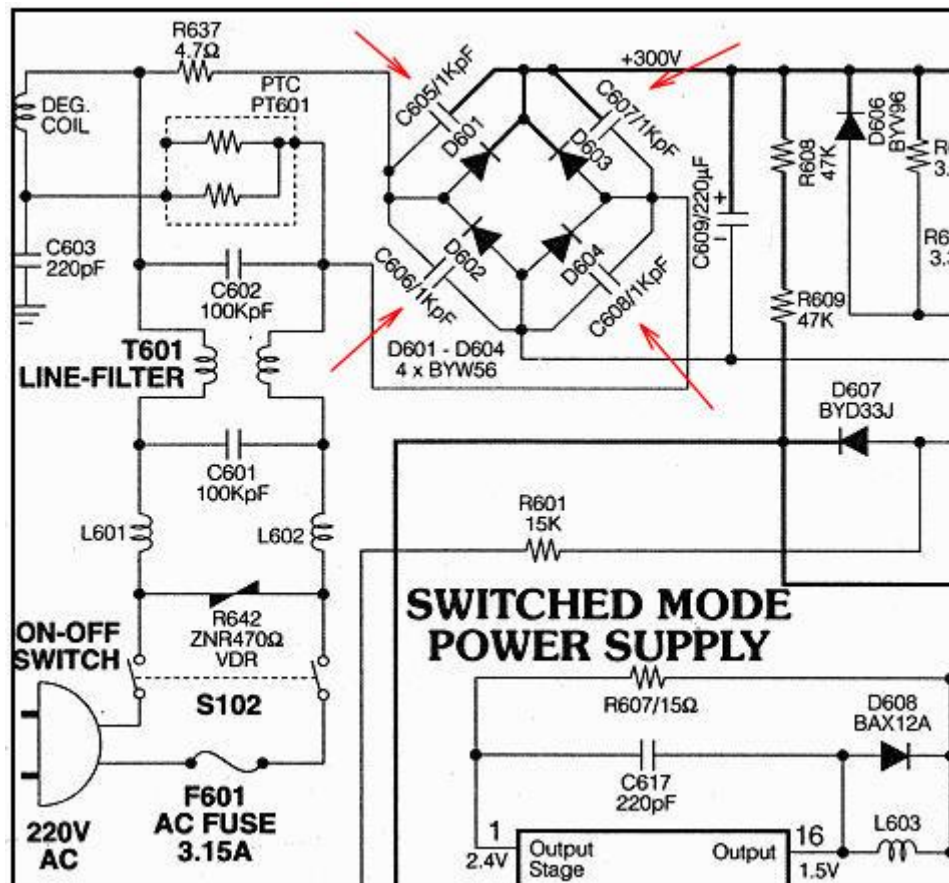 R637
4.7Ω
PTC
PT601
DEG.
COIL
C603
220pF
C602
100KpF
T601
LINE-FILTER
C601
100KpF
L601
L602
R642
ZNR470Ω
VDR
ON-OFF
SWITCH
S102
F601
AC FUSE
3.15A
220V
AC
C605/1KpF
D601
C607/1KpF
D603
C606/1KpF
D602
C608/1KpF
D604
D601 - D604
4 x BYW56
+300V
C609/220µF
+
−
R608
47K
R609
47K
D606
BYV96
D607
BYD33J
R601
15K
SWITCHED MODE
POWER SUPPLY
R607/15Ω
D608
BAX12A
C617
220pF
L603
1
2.4V
Output
Stage
Output
16
1.5V